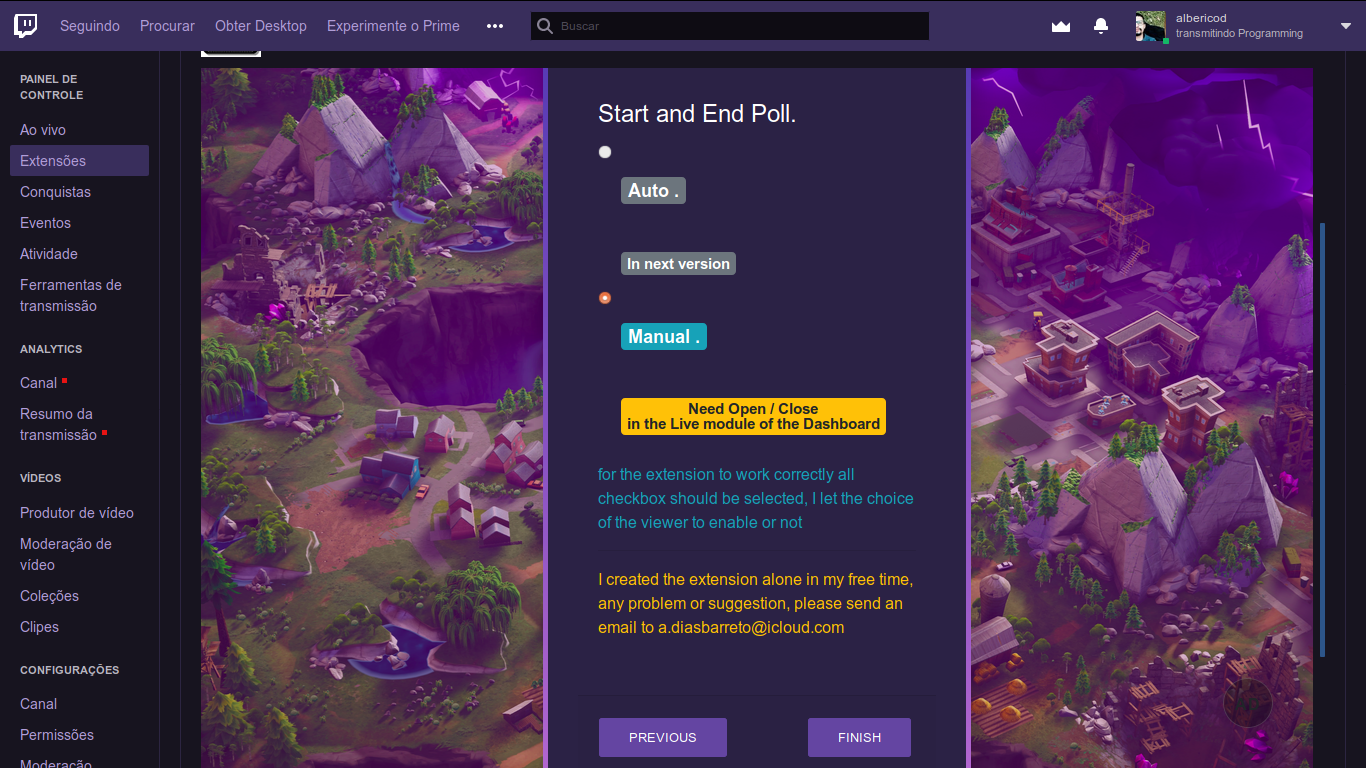 Seguindo
Procurar
Obter Desktop
Experimente o Prime
Buscar
albericod
transmitindo Programming
PAINEL DE
CONTROLE
Ao vivo
Extensões
Conquistas
Eventos
Atividade
Ferramentas de
transmissão
ANALYTICS
Canal
Resumo da
transmissão
VÍDEOS
Produtor de vídeo
Moderação de
vídeo
Coleções
Clipes
CONFIGURAÇÕES
Canal
Permissões
Moderação
Start and End Poll.
Auto .
In next version
Manual .
Need Open / Close
in the Live module of the Dashboard
for the extension to work correctly all
checkbox should be selected, I let the choice
of the viewer to enable or not
I created the extension alone in my free time,
any problem or suggestion, please send an
email to a.diasbarreto@icloud.com
PREVIOUS
FINISH